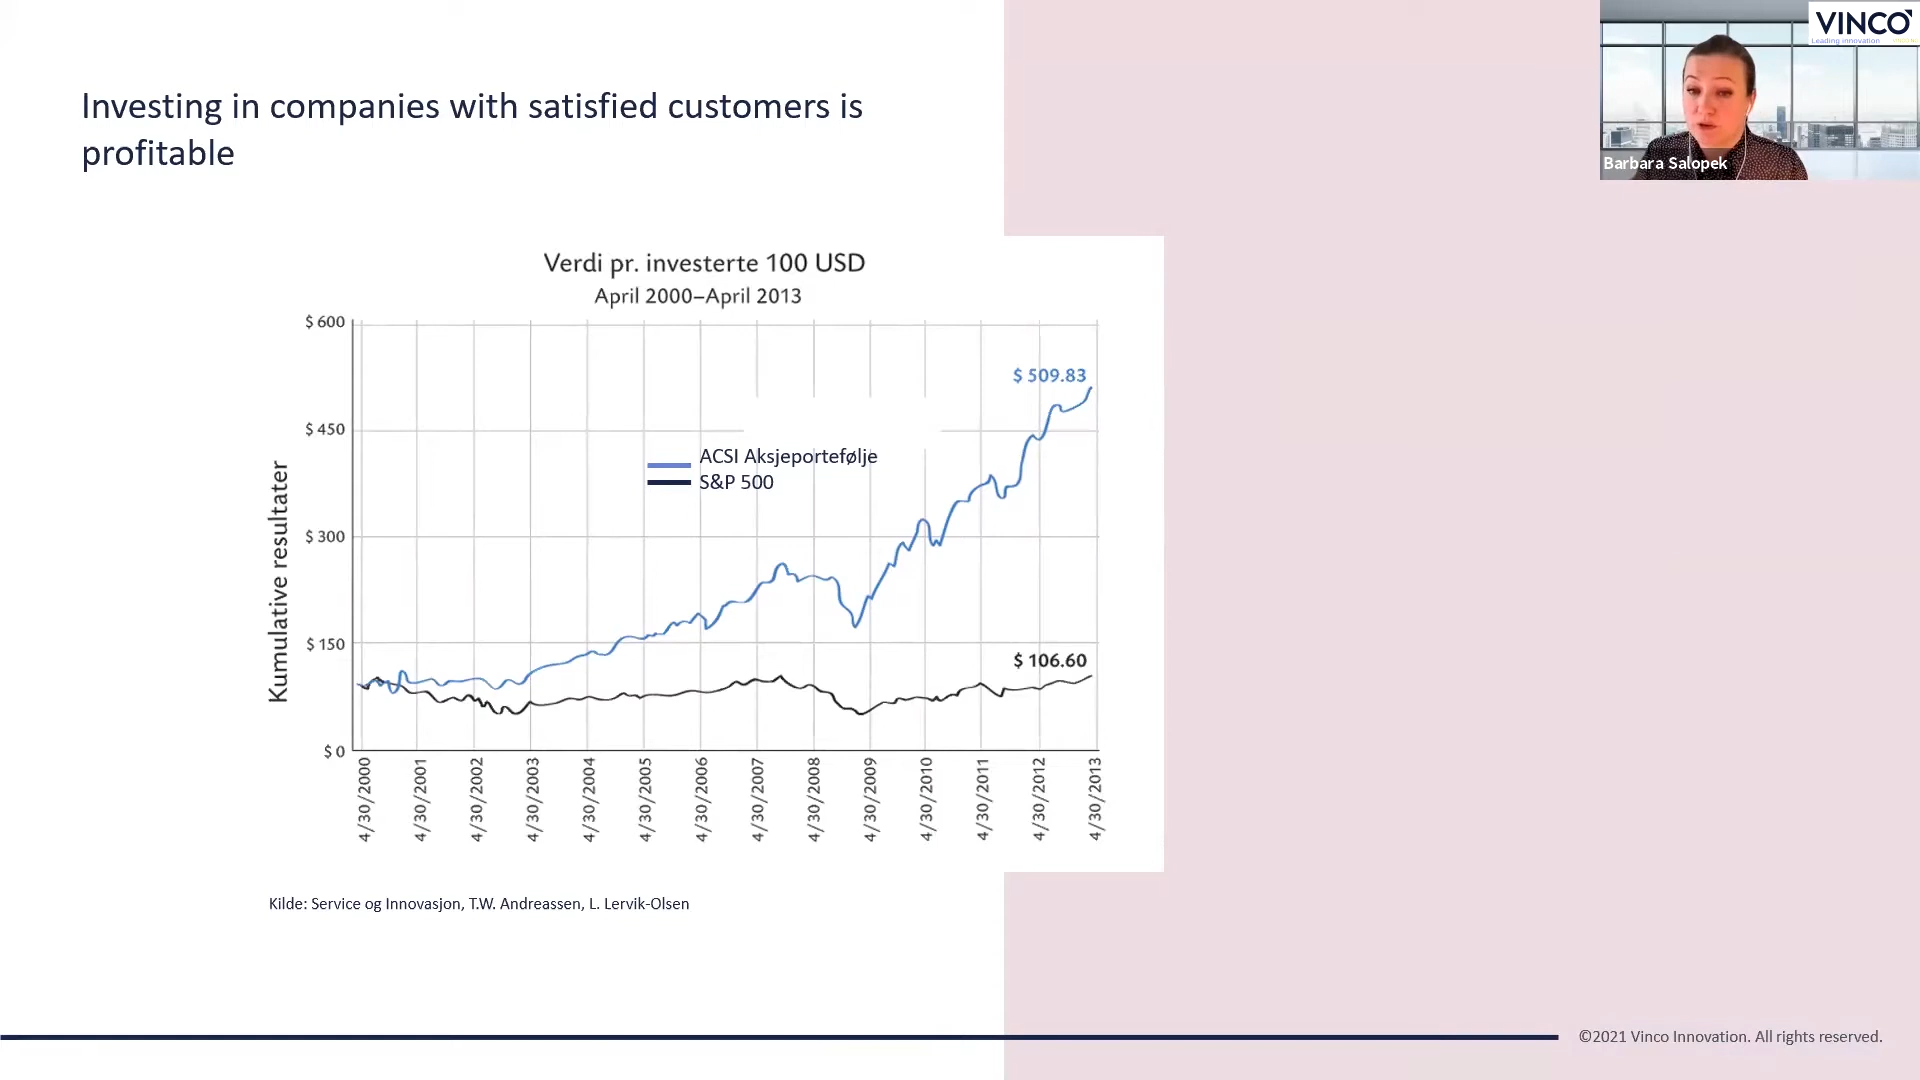 VINCO
Leading innovation
Barbara Salopek
Investing in companies with satisfied customers is
profitable
Verdi pr. investerte 100 USD
April 2000–April 2013
Kumulative resultater
$ 600
$ 450
$ 300
$ 150
$ 0
$ 509.83
ACSI Aksjeportefølje
S&P 500
$ 106.60
4/30/2000
4/30/2001
4/30/2002
4/30/2003
4/30/2004
4/30/2005
4/30/2006
4/30/2007
4/30/2008
4/30/2009
4/30/2010
4/30/2011
4/30/2012
4/30/2013
Kilde: Service og Innovasjon, T.W. Andreassen, L. Lervik-Olsen
©2021 Vinco Innovation. All rights reserved.